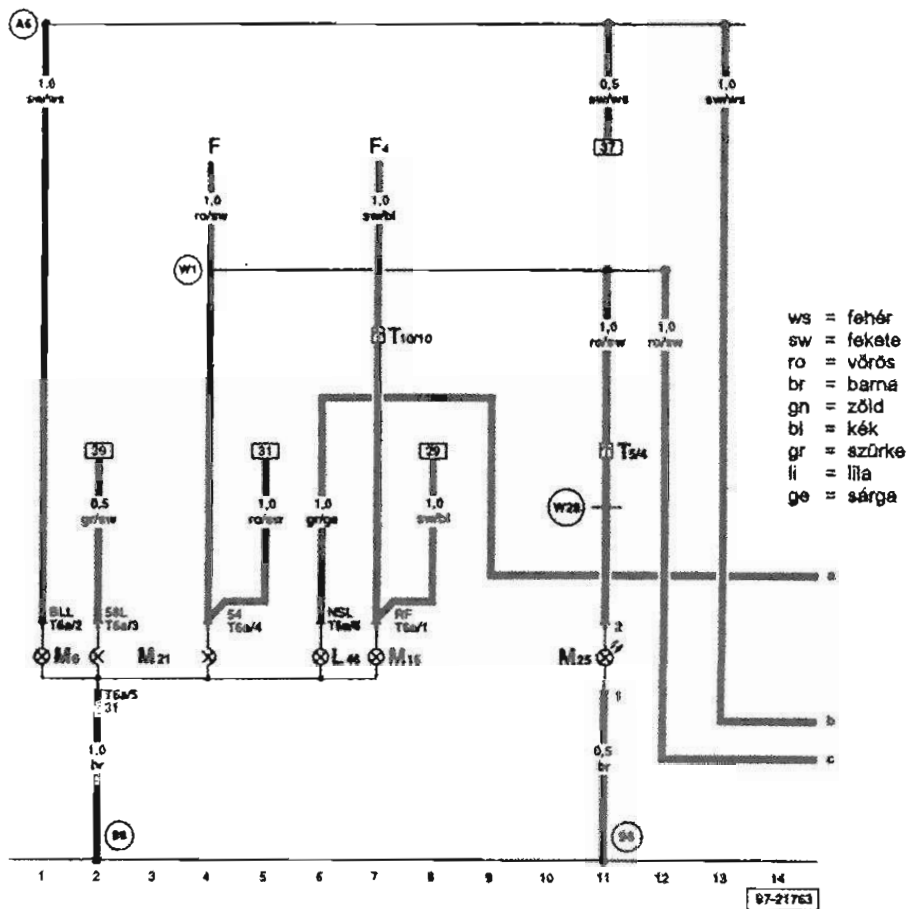 A6
1,0
sw/ws
0,5
sw/ws
1,0
sw/ws
37
F
F4
1,0
ro/sw
1,0
sw/bl
W1
T10/10
1,0
ro/sw
1,0
ro/sw
ws = fehér
sw = fekete
ro = vörös
br = barna
gn = zöld
bl = kék
gr = szürke
li = lila
ge = sárga
31
T5/4
0,5
gr/sw
1,0
ro/sw
1,0
gr/ge
1,0
sw/bl
W28
a
BLL
T6a/2
58L
T6a/3
54
T6a/4
NSL
T6a/6
RF
T6a/1
2
M21
L46
M16
M25
T6a/5
31
1
b
1,0
br
0,5
br
c
98
98
1 2 3 4 5 6 7 8 9 10 11 12 13 14
97-21763